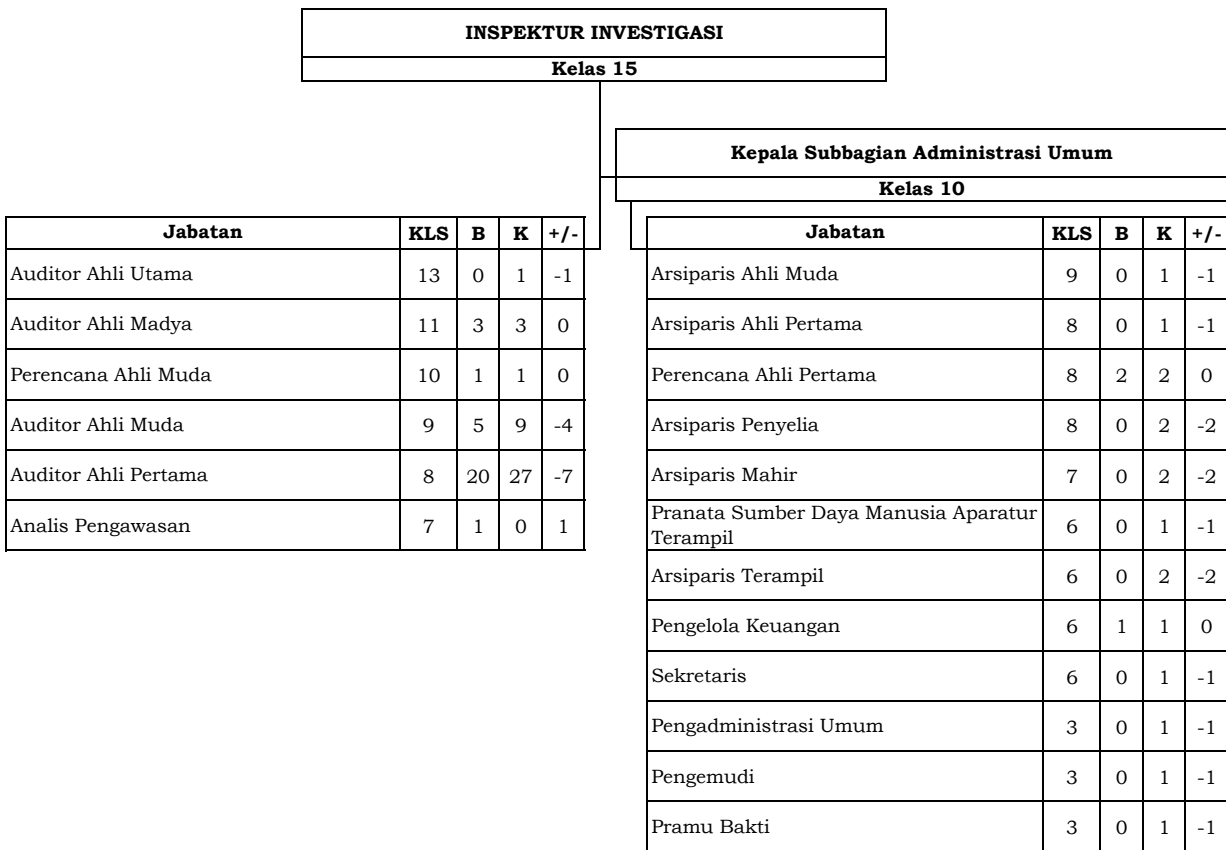 INSPEKTUR INVESTIGASI
Kelas 15
Kepala Subbagian Administrasi Umum
Kelas 10
Jabatan KLS B K +/-
Auditor Ahli Utama 13 0 1 -1
Auditor Ahli Madya 11 3 3 0
Perencana Ahli Muda 10 1 1 0
Auditor Ahli Muda 9 5 9 -4
Auditor Ahli Pertama 8 20 27 -7
Analis Pengawasan 7 1 0 1
Jabatan KLS B K +/-
Arsiparis Ahli Muda 9 0 1 -1
Arsiparis Ahli Pertama 8 0 1 -1
Perencana Ahli Pertama 8 2 2 0
Arsiparis Penyelia 8 0 2 -2
Arsiparis Mahir 7 0 2 -2
Pranata Sumber Daya Manusia Aparatur
Terampil 6 0 1 -1
Arsiparis Terampil 6 0 2 -2
Pengelola Keuangan 6 1 1 0
Sekretaris 6 0 1 -1
Pengadministrasi Umum 3 0 1 -1
Pengemudi 3 0 1 -1
Pramu Bakti 3 0 1 -1